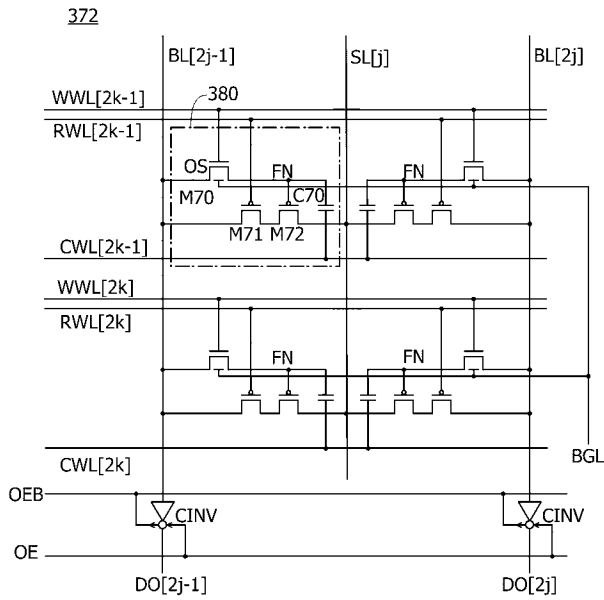 372
BL[2j-1]
SL[j]
BL[2j]
WWL[2k-1]
380
RWL[2k-1]
OS
FN
FN
M70
C70
M71
M72
CWL[2k-1]
WWL[2k]
RWL[2k]
FN
FN
CWL[2k]
BGL
OEB
CINV
CINV
OE
DO[2j-1]
DO[2j]